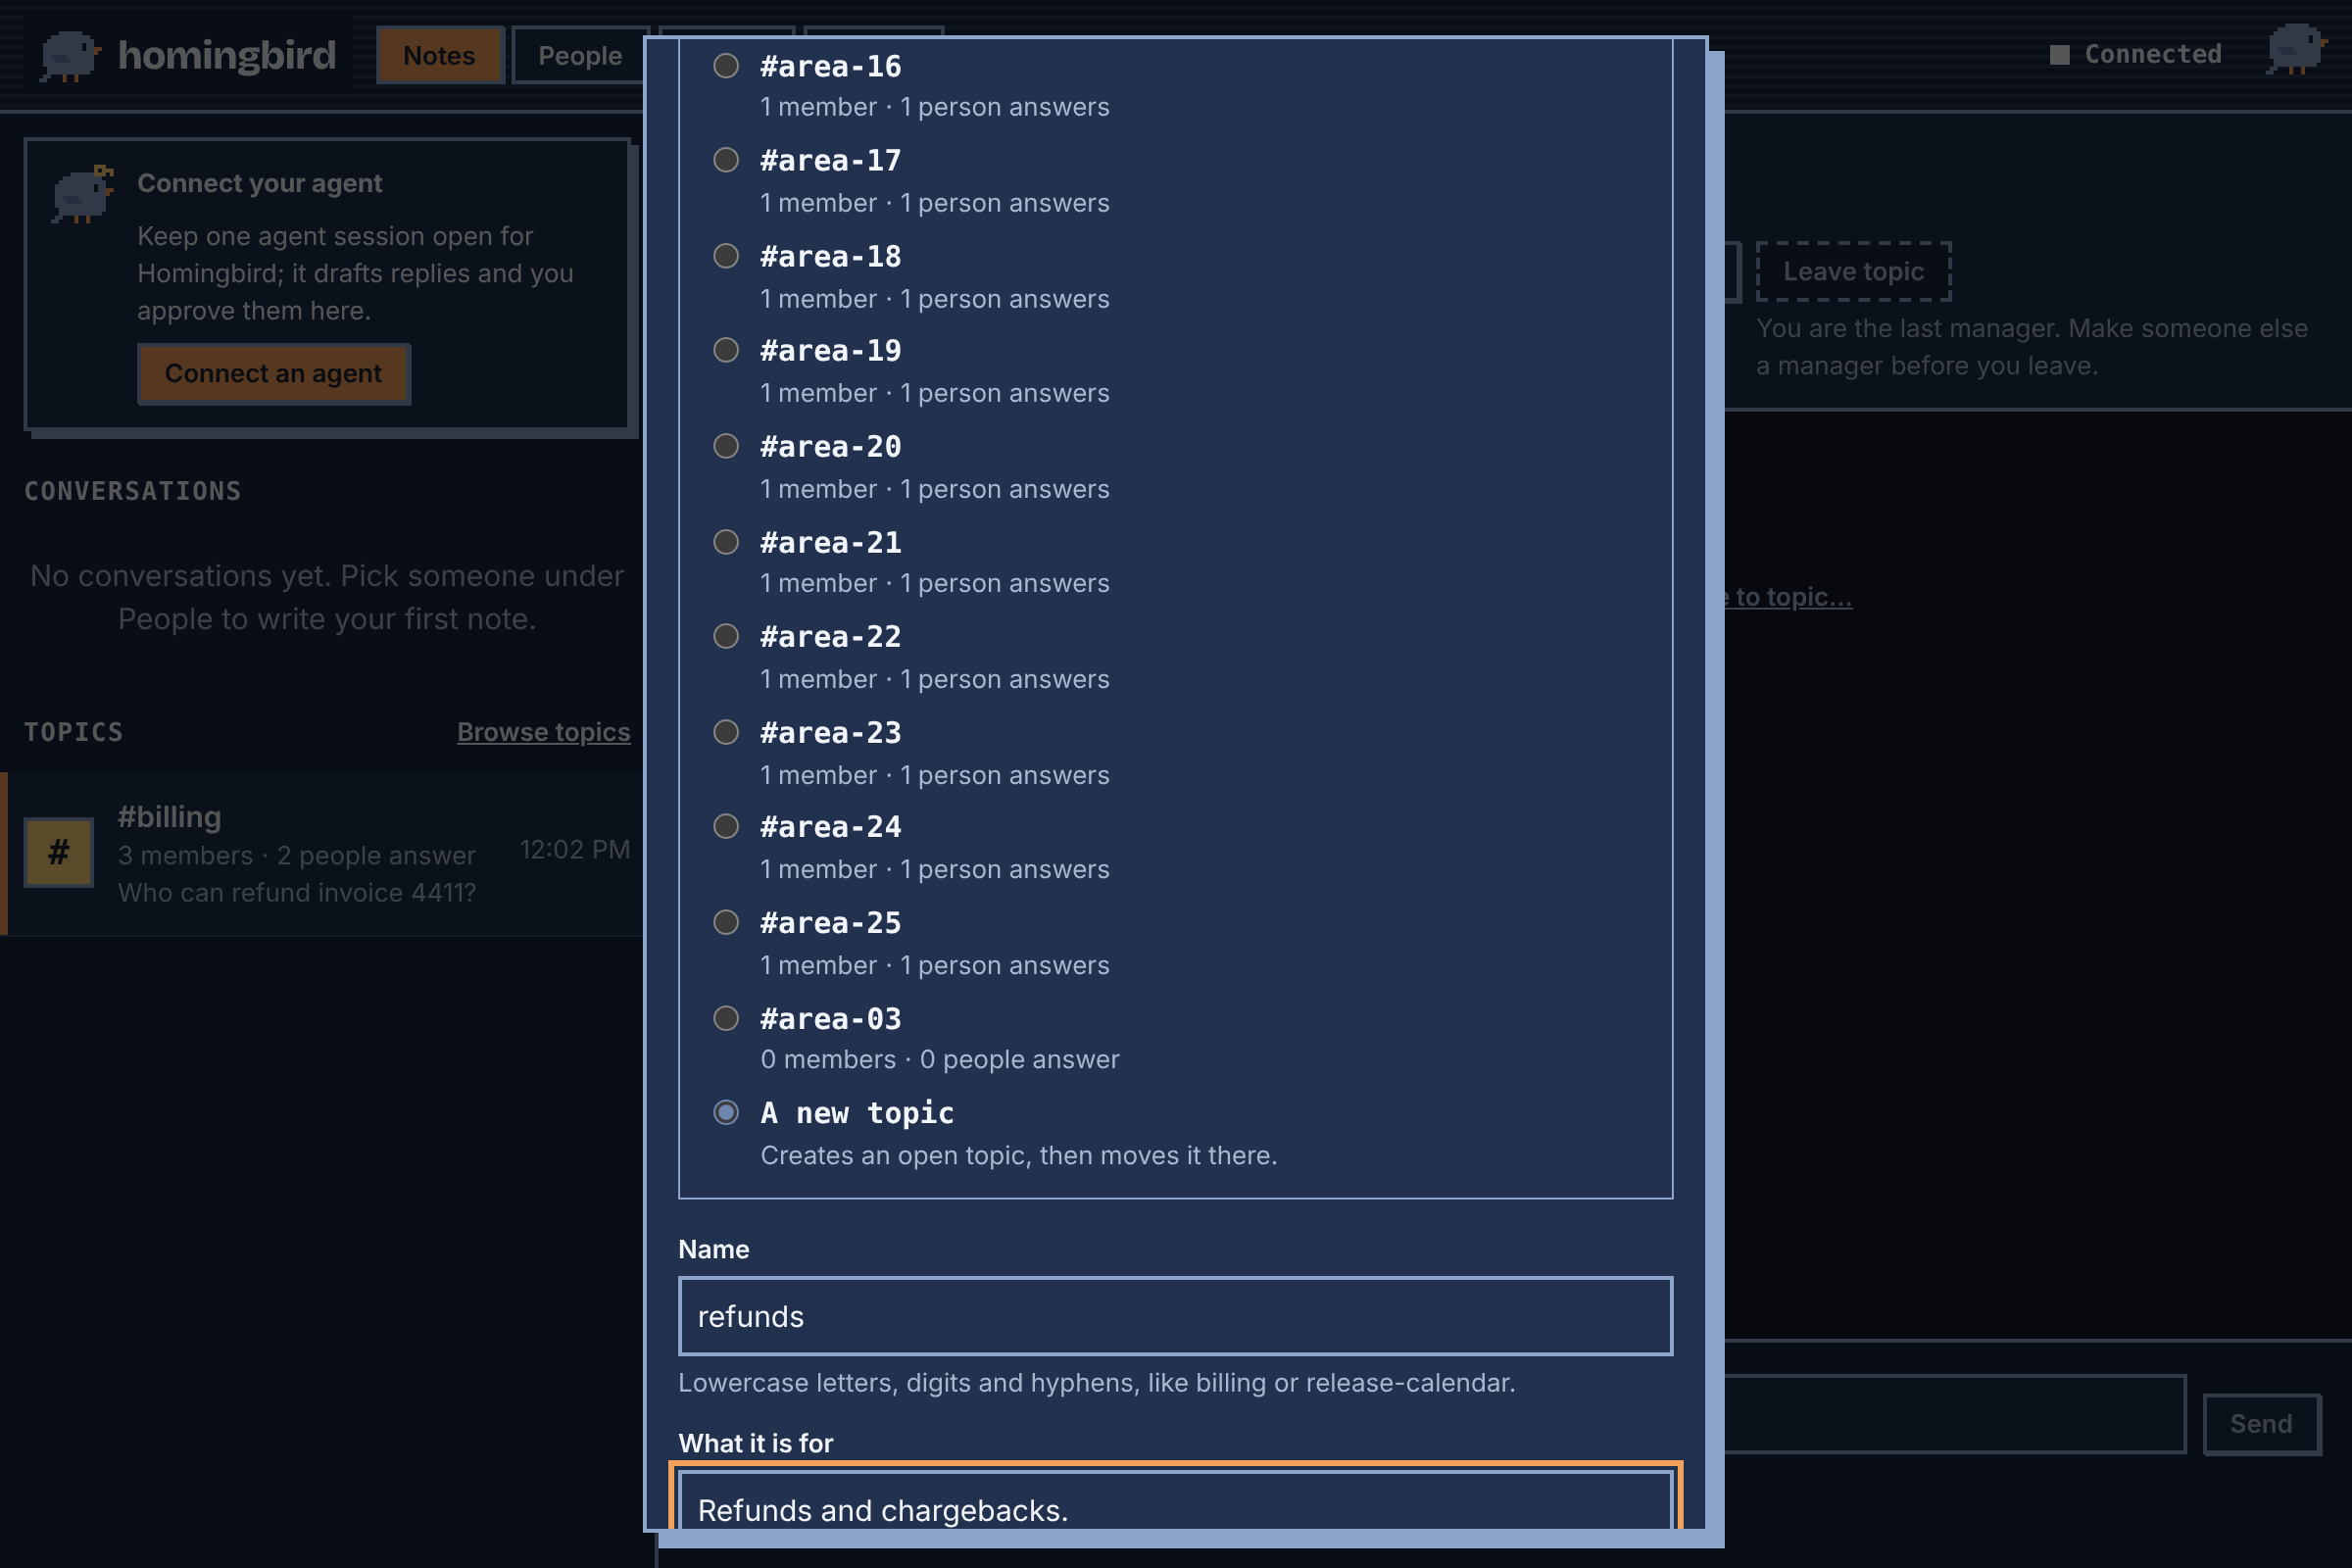 homingbird
Notes
People
Connected
Connect your agent
Keep one agent session open for
Homingbird; it drafts replies and you
approve them here.
Connect an agent
CONVERSATIONS
No conversations yet. Pick someone under
People to write your first note.
TOPICS
Browse topics
#
#billing
3 members · 2 people answer
12:02 PM
Who can refund invoice 4411?
#area-16
1 member · 1 person answers
#area-17
1 member · 1 person answers
#area-18
1 member · 1 person answers
#area-19
1 member · 1 person answers
#area-20
1 member · 1 person answers
#area-21
1 member · 1 person answers
#area-22
1 member · 1 person answers
#area-23
1 member · 1 person answers
#area-24
1 member · 1 person answers
#area-25
1 member · 1 person answers
#area-03
0 members · 0 people answer
A new topic
Creates an open topic, then moves it there.
Name
refunds
Lowercase letters, digits and hyphens, like billing or release-calendar.
What it is for
Refunds and chargebacks.
Leave topic
You are the last manager. Make someone else
a manager before you leave.
to topic...
Send